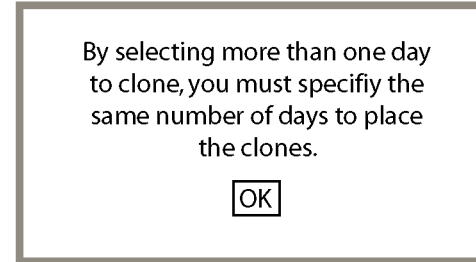 By selecting more than one day
to clone, you must specifiy the
same number of days to place
the clones.
OK